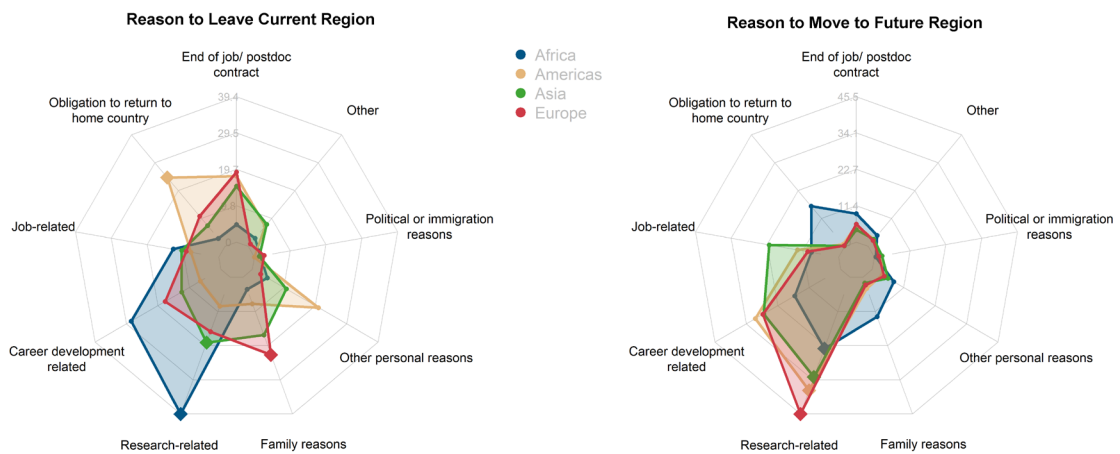 Reason to Leave Current Region
End of job/ postdoc
contract
Obligation to return to
home country
Other
39.4
29.5
19.7
0
Job-related
Political or immigration
reasons
Career development
related
Other personal reasons
Research-related
Family reasons
Africa
Americas
Asia
Europe
Reason to Move to Future Region
End of job/ postdoc
contract
Obligation to return to
home country
Other
45.5
34.1
22.7
11.4
0
Job-related
Political or immigration
reasons
Career development
related
Other personal reasons
Research-related
Family reasons